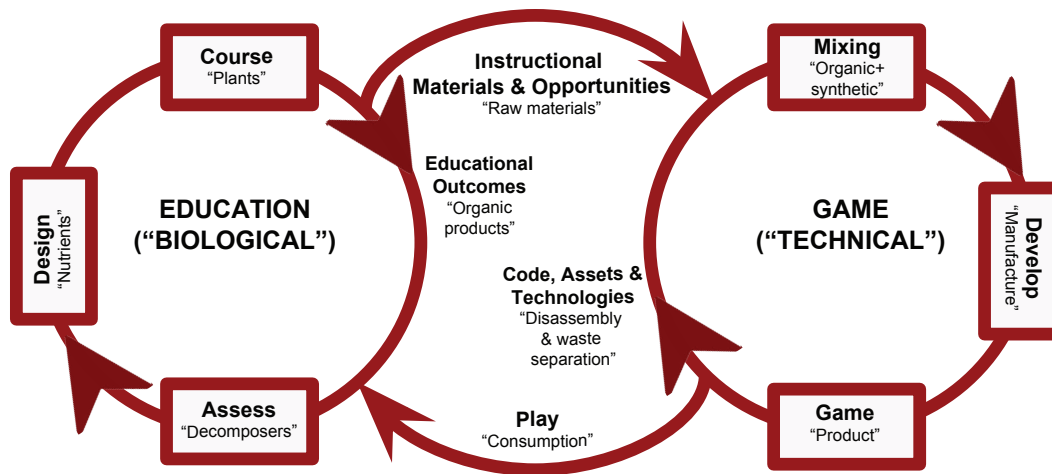 Course
“Plants”
Instructional
Materials & Opportunities
“Raw materials”
Mixing
“Organic+
synthetic”
Educational
Outcomes
“Organic
products”
EDUCATION
(“BIOLOGICAL”)
GAME
(“TECHNICAL”)
Design
“Nutrients”
Develop
“Manufacture”
Code, Assets &
Technologies
“Disassembly
& waste
separation”
Assess
“Decomposers”
Play
“Consumption”
Game
“Product”